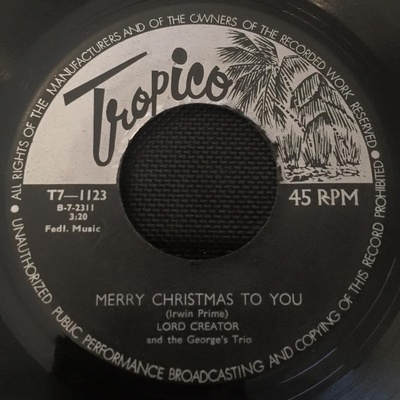 • ALL RIGHTS OF THE MANUFACTURERS AND OF THE OWNERS OF THE RECORDED WORK RESERVED •
Tropico
T7—1123
B-7-2311
3:20
Fedl. Music
45 RPM
MERRY CHRISTMAS TO YOU
(Irwin Prime)
LORD CREATOR
and the George's Trio
UNAUTHORIZED PUBLIC PERFORMANCE BROADCASTING AND COPYING OF THIS RECORD PROHIBITED